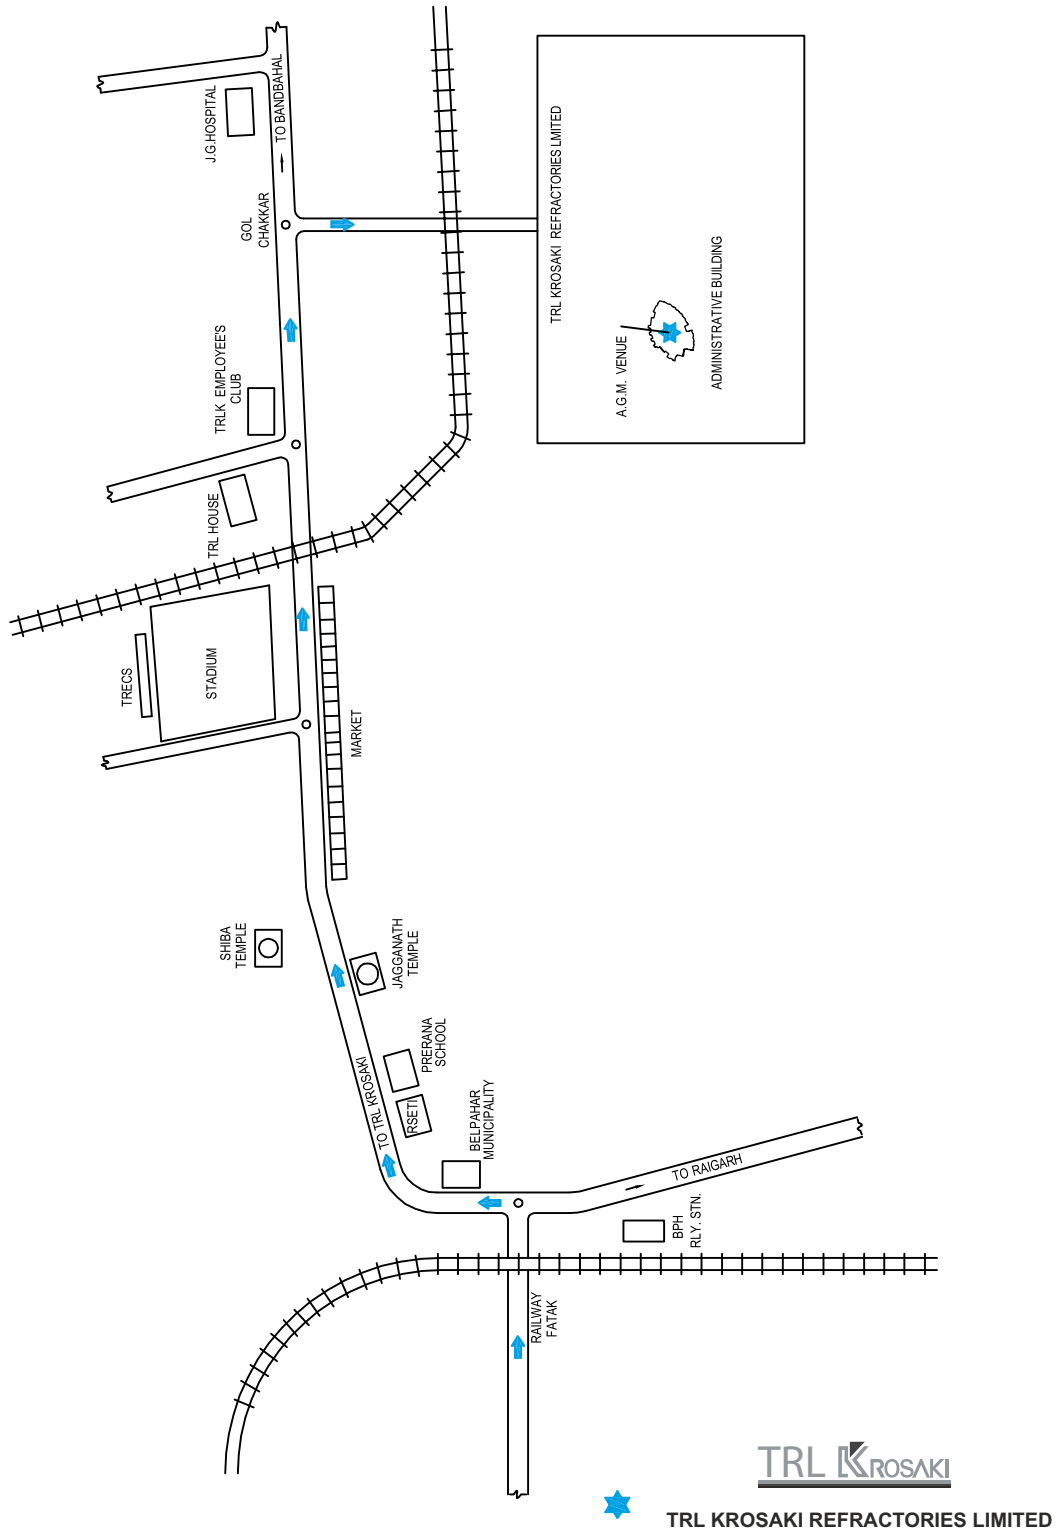 TO BANDBAHAL
J.G.HOSPITAL
GOL
CHAKKAR
TRL KROSAKI REFRACTORIES LMITED
A.G.M. VENUE
ADMINISTRATIVE BUILDING
TRLK EMPLOYEE'S
CLUB
TRL HOUSE
TRECS
STADIUM
MARKET
SHIBA
TEMPLE
JAGGANATH
TEMPLE
PRERANA
SCHOOL
TO TRL KROSAKI
RSETI
BELPAHAR
MUNICIPALITY
TO RAIGARH
BPH
RLY. STN.
RAILWAY
FATAK
TRL KROSAKI
TRL KROSAKI REFRACTORIES LIMITED